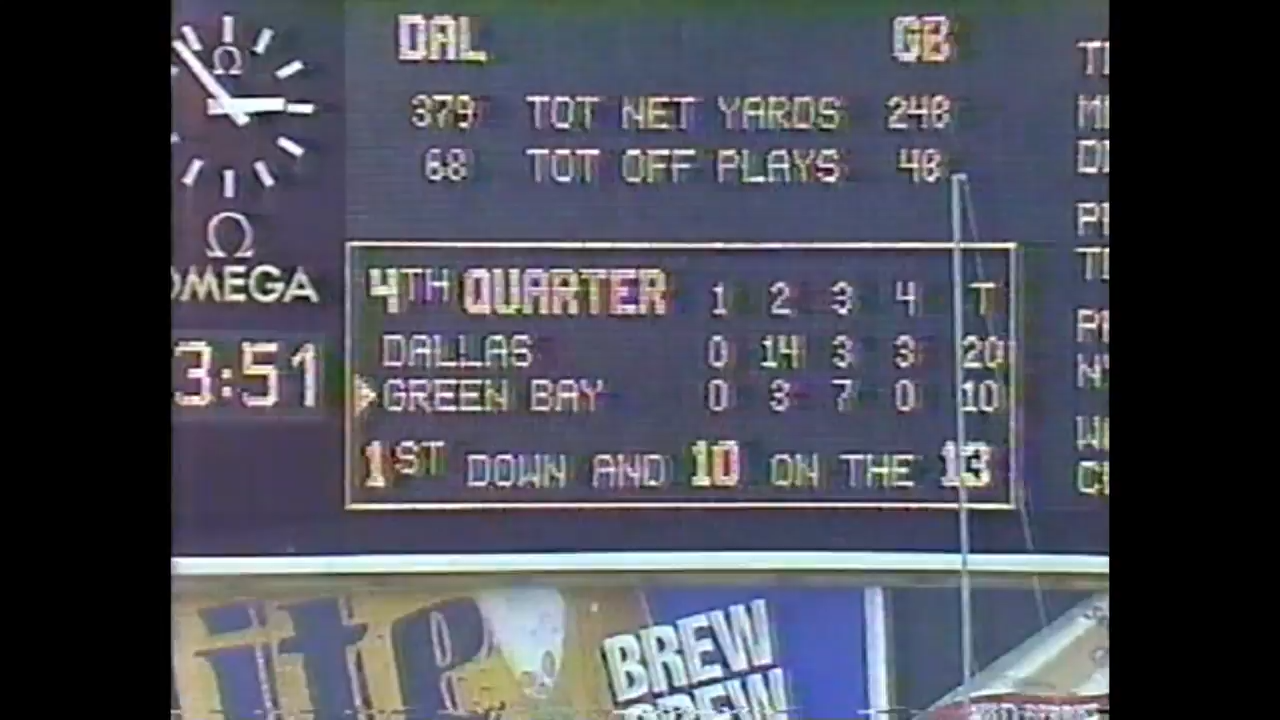 DAL GB
379 TOT NET YARDS 248
68 TOT OFF PLAYS 48
Ω
Ω
OMEGA
3:51
4TH QUARTER 1 2 3 4 T
DALLAS 0 14 3 3 20
GREEN BAY 0 3 7 0 10
1ST DOWN AND 10 ON THE 13
ite
BREW
BREW